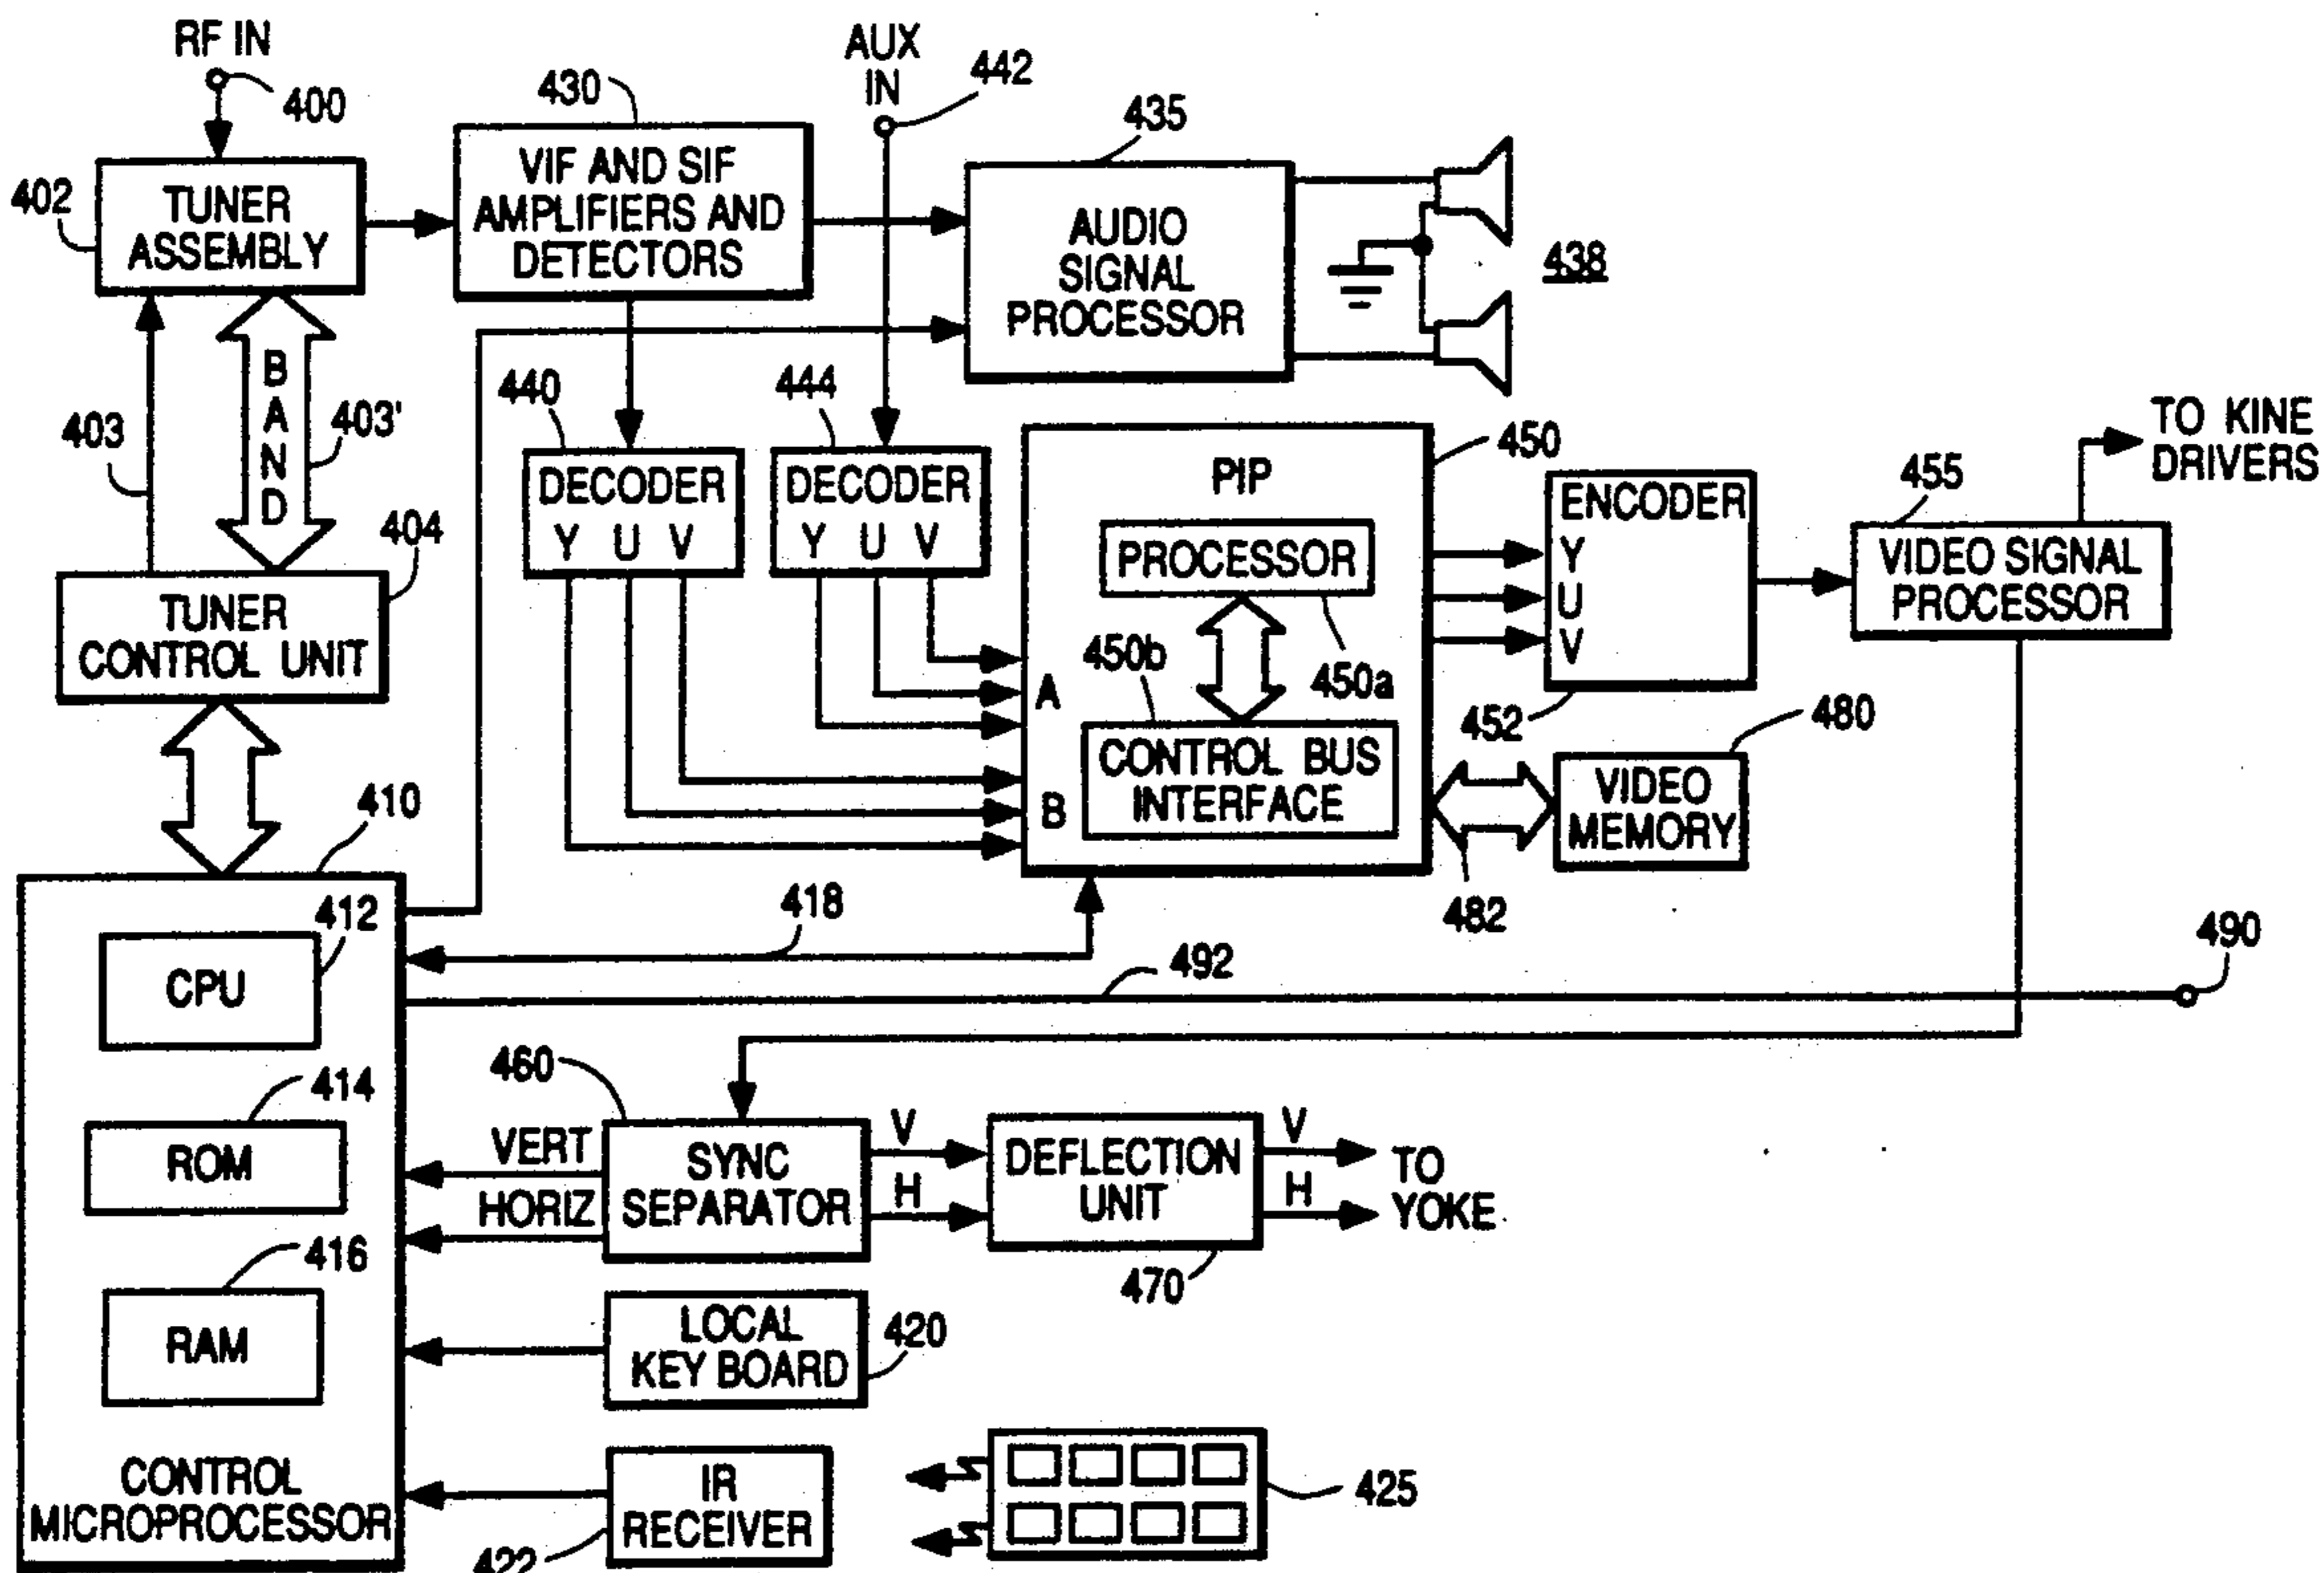 RF IN
400
AUX
IN
442
430
435
402
TUNER
ASSEMBLY
VIF AND SIF
AMPLIFIERS AND
DETECTORS
AUDIO
SIGNAL
PROCESSOR
438
403
BAND
403'
440
444
DECODER
Y U V
DECODER
Y U V
PIP
450
PROCESSOR
450a
450b
CONTROL BUS
INTERFACE
A
B
ENCODER
Y
U
V
452
455
VIDEO SIGNAL
PROCESSOR
TO KINE
DRIVERS
404
TUNER
CONTROL UNIT
480
VIDEO
MEMORY
482
410
412
CPU
418
492
490
414
ROM
416
RAM
CONTROL
MICROPROCESSOR
460
VERT
HORIZ
SYNC
SEPARATOR
V
H
DEFLECTION
UNIT
470
V
H
TO
YOKE
LOCAL
KEY BOARD
420
IR
RECEIVER
422
425